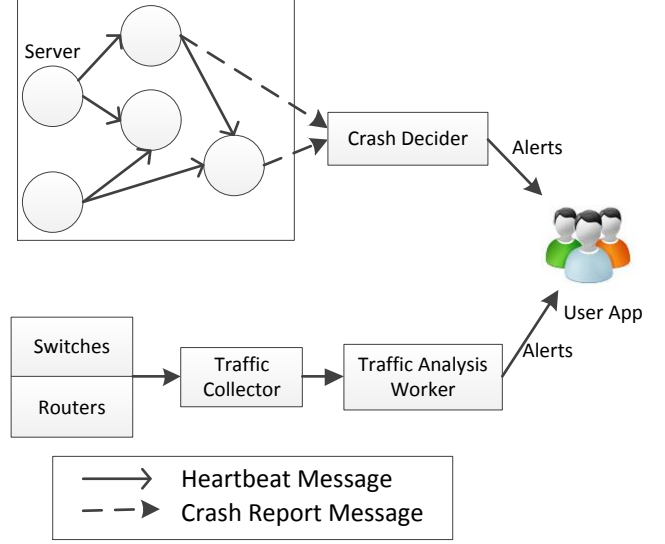 Server
Crash Decider
Alerts
User App
Switches
Routers
Traffic
Collector
Traffic Analysis
Worker
Alerts
Heartbeat Message
Crash Report Message